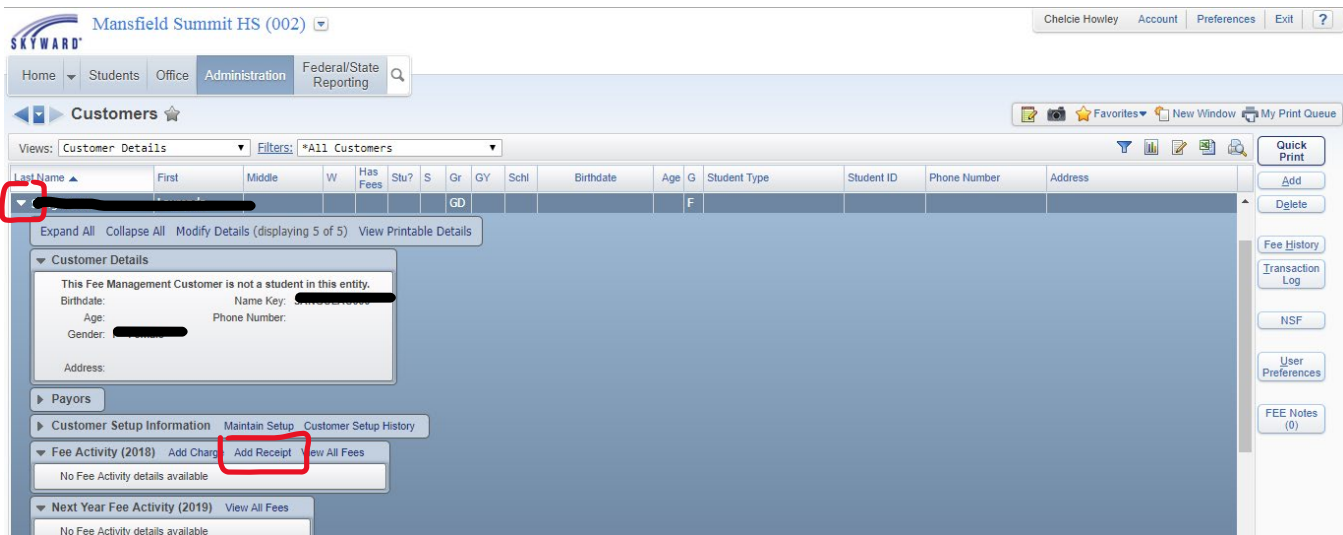 Mansfield Summit HS (002)
Chelcie Howley Account Preferences Exit ?
SKYWARD
Home Students Office Administration Federal/State Reporting
Customers
Favorites New Window My Print Queue
Views: Customer Details Filters: *All Customers
Quick Print
Last Name First Middle W Has Fees Stu? S Gr GY Schl Birthdate Age G Student Type Student ID Phone Number Address
Add
GD F
Delete
Expand All Collapse All Modify Details (displaying 5 of 5) View Printable Details
Fee History
Customer Details
Transaction Log
This Fee Management Customer is not a student in this entity.
Birthdate: Name Key:
Age: Phone Number:
NSF
Gender:
Address:
User Preferences
Payors
FEE Notes (0)
Customer Setup Information Maintain Setup Customer Setup History
Fee Activity (2018) Add Charge Add Receipt View All Fees
No Fee Activity details available
Next Year Fee Activity (2019) View All Fees
No Fee Activity details available